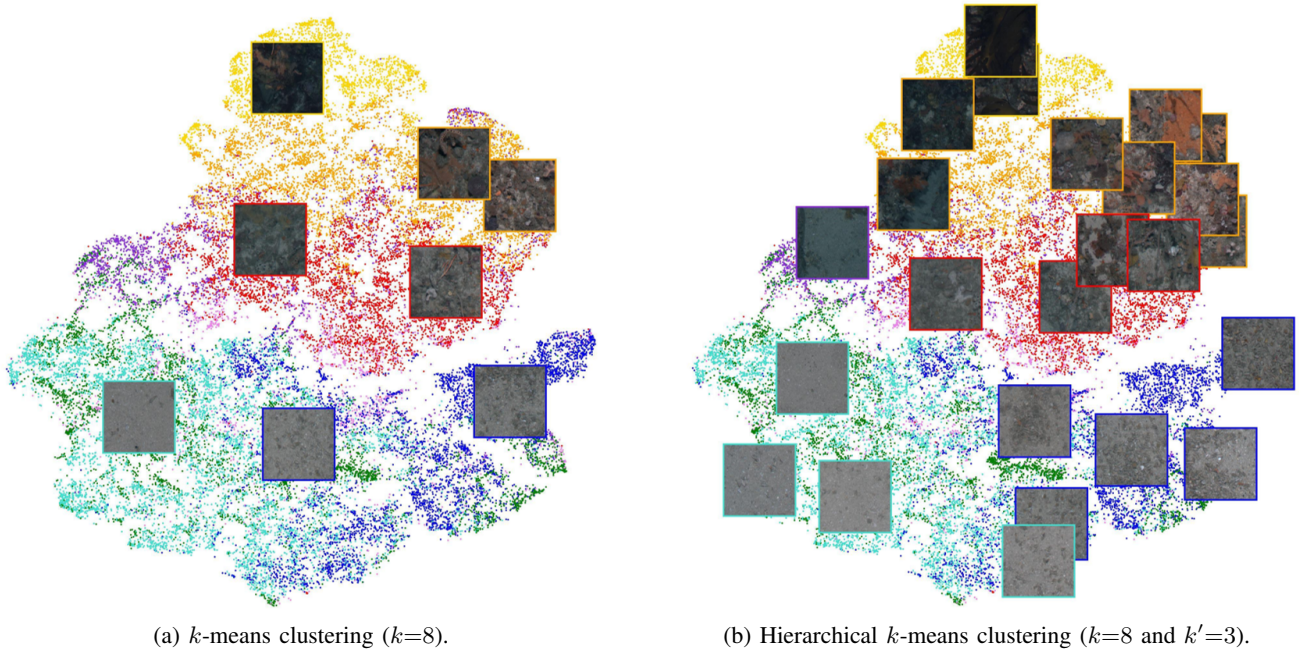 (a) k-means clustering (k=8).
(b) Hierarchical k-means clustering (k=8 and k′=3).